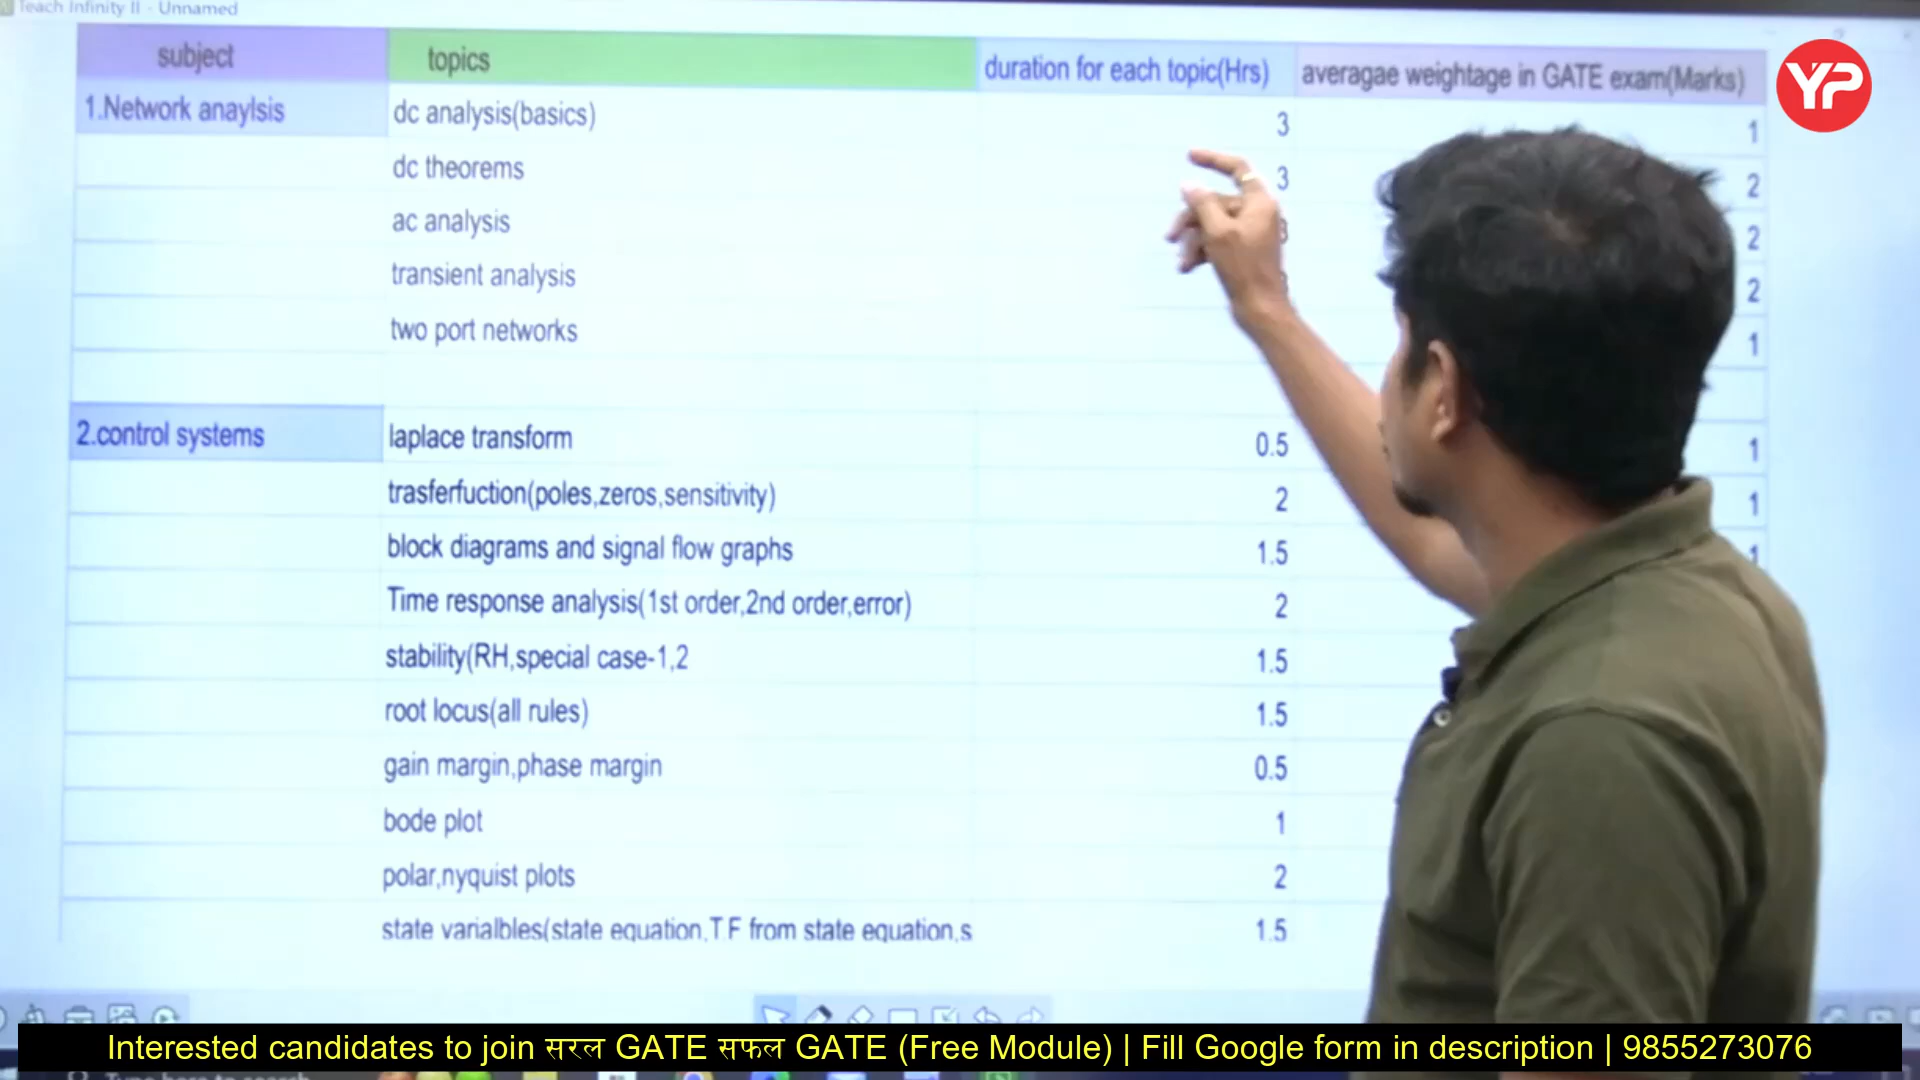 Teach Infinity II - Unnamed
subject topics duration for each topic(Hrs) averagae weightage in GATE exam(Marks)
YP
1.Network anaylsis dc analysis(basics) 3 1
dc theorems 3 2
ac analysis 2
transient analysis 2
two port networks 1
2.control systems laplace transform 0.5 1
trasferfuction(poles,zeros,sensitivity) 2 1
block diagrams and signal flow graphs 1.5 1
Time response analysis(1st order,2nd order,error) 2
stability(RH,special case-1,2 1.5
root locus(all rules) 1.5
gain margin,phase margin 0.5
bode plot 1
polar,nyquist plots 2
state varialbles(state equation,T.F from state equation,s 1.5
Interested candidates to join सरल GATE सफल GATE (Free Module) | Fill Google form in description | 9855273076